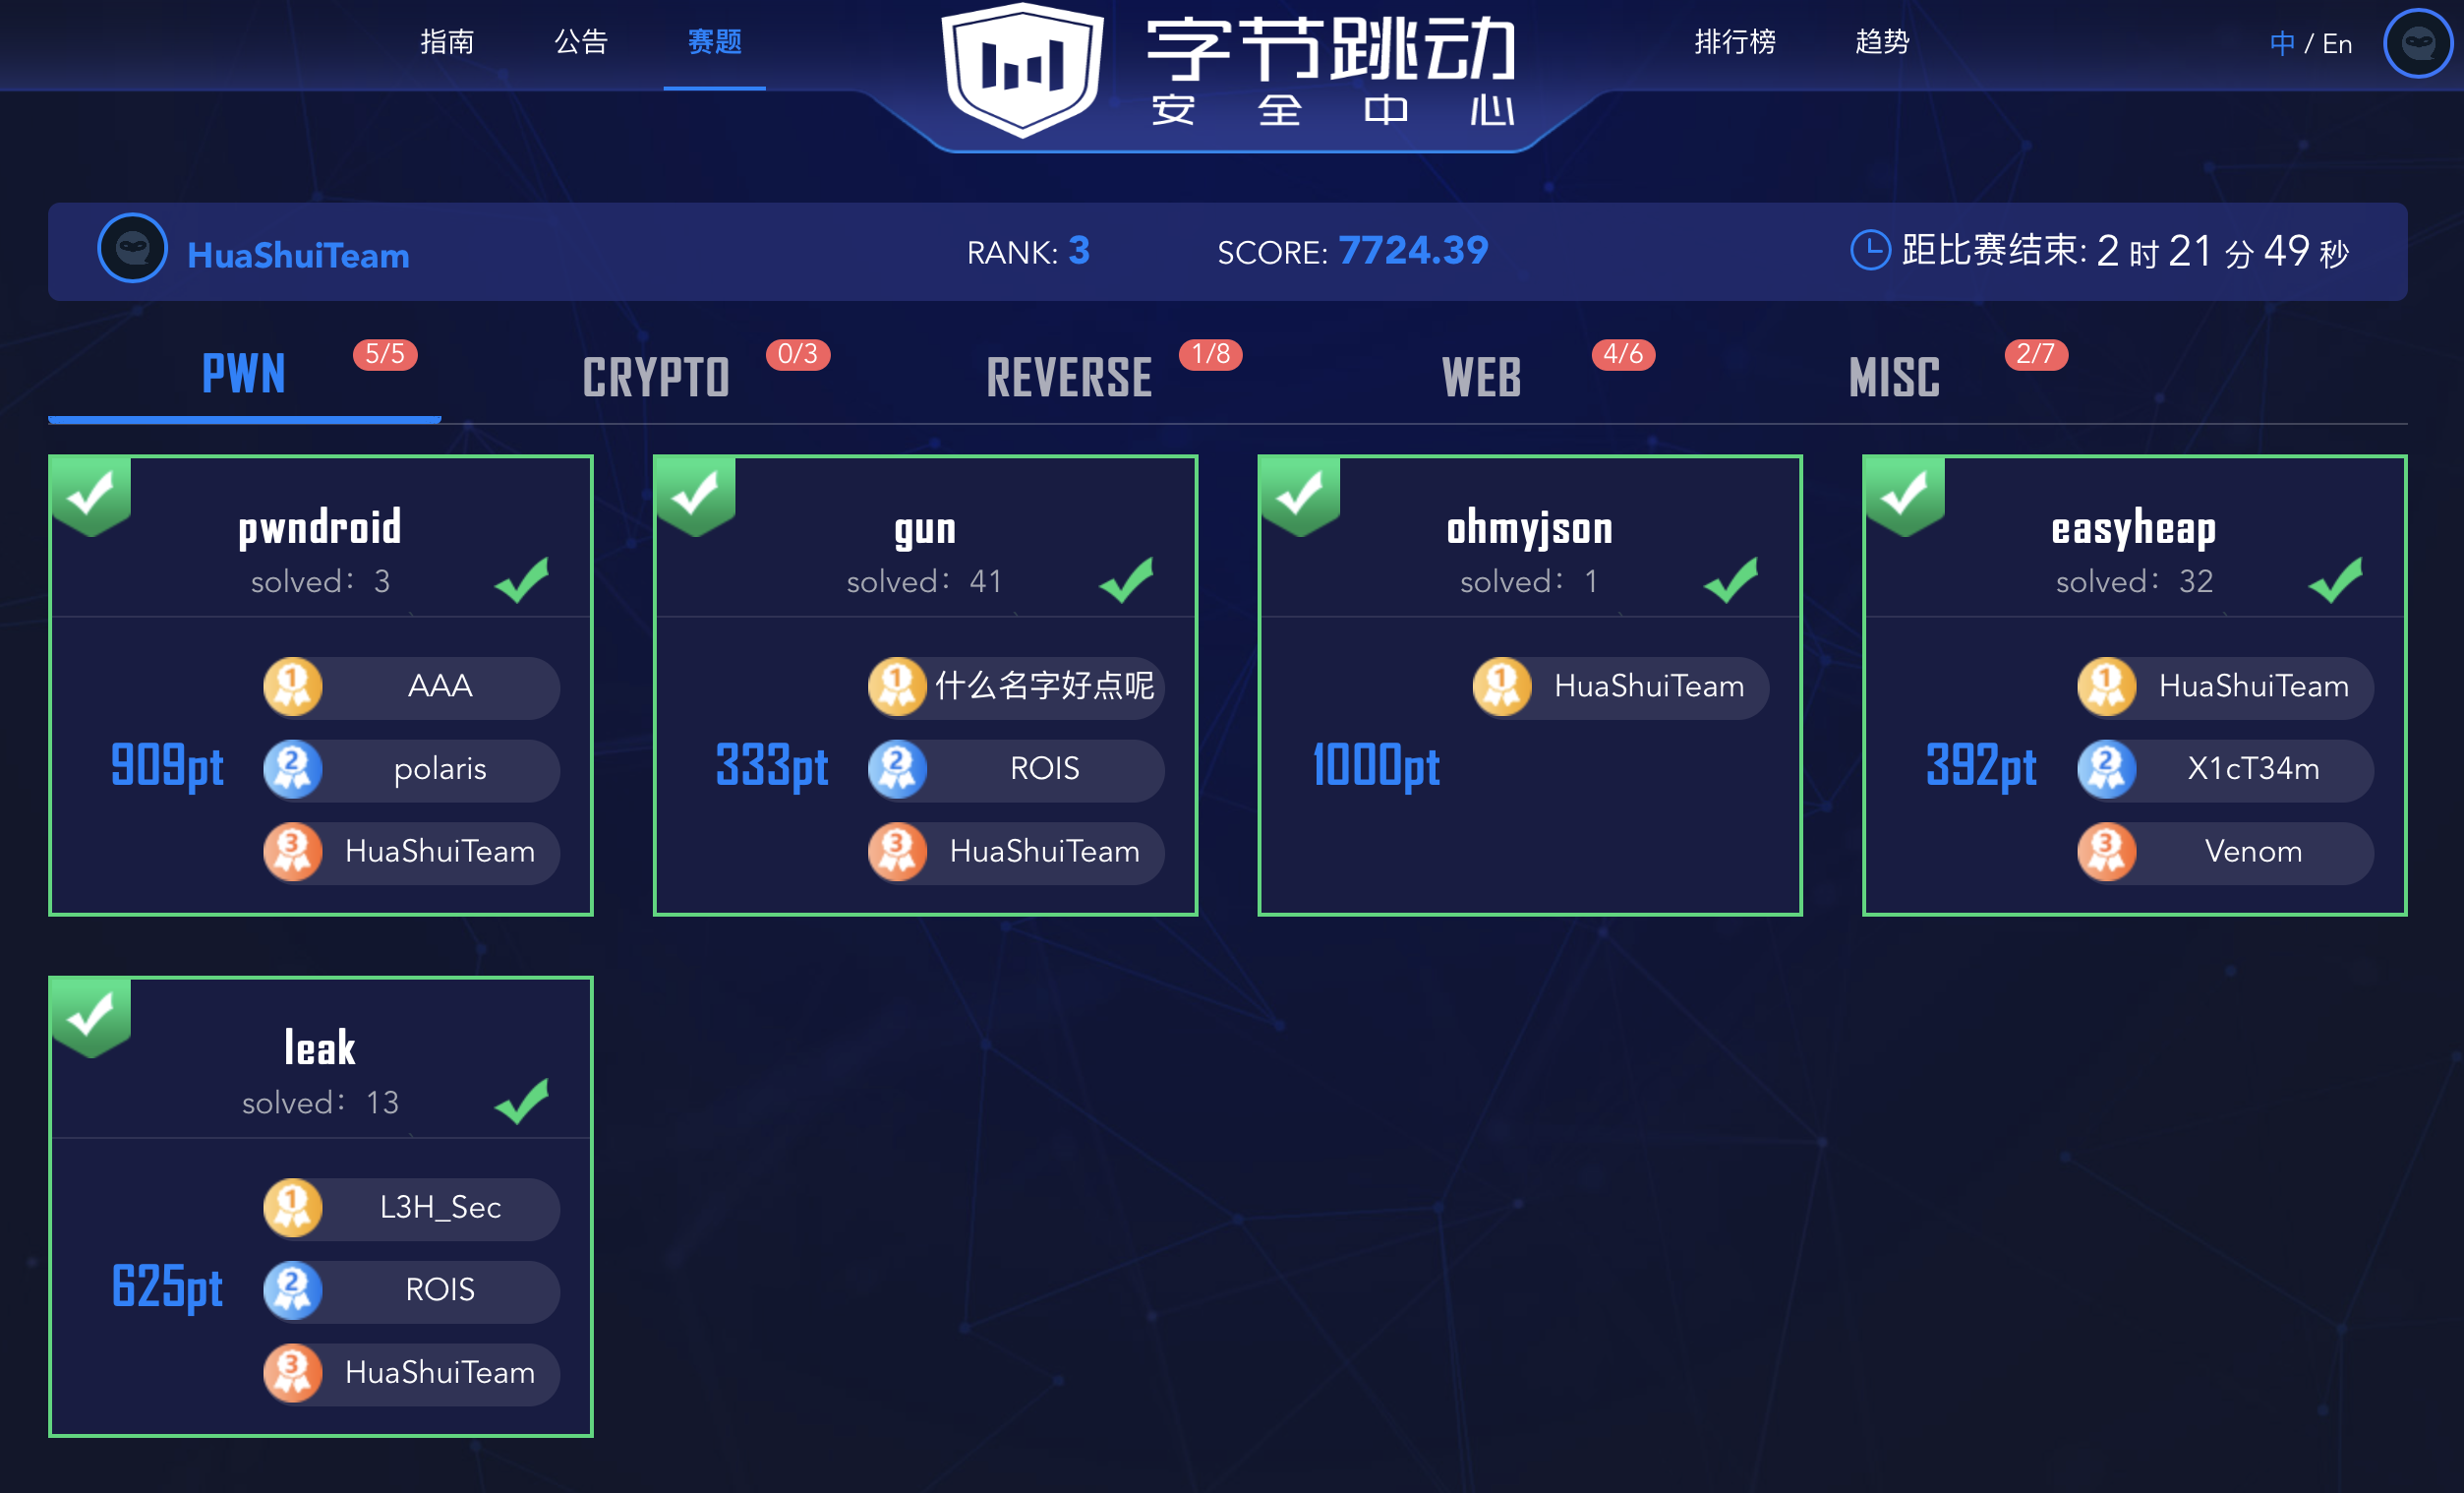 指南 公告 赛题 字节跳动 排行榜 趋势 中 / En
安全中心
HuaShuiTeam RANK: 3 SCORE: 7724.39 距比赛结束: 2 时 21 分 49 秒
PWN 5/5 CRYPTO 0/3 REVERSE 1/8 WEB 4/6 MISC 2/7
pwndroid
solved: 3
909pt
1 AAA
2 polaris
3 HuaShuiTeam
gun
solved: 41
333pt
1 什么名字好点呢
2 ROIS
3 HuaShuiTeam
ohmyjson
solved: 1
1000pt
1 HuaShuiTeam
easyheap
solved: 32
392pt
1 HuaShuiTeam
2 X1cT34m
3 Venom
leak
solved: 13
625pt
1 L3H_Sec
2 ROIS
3 HuaShuiTeam